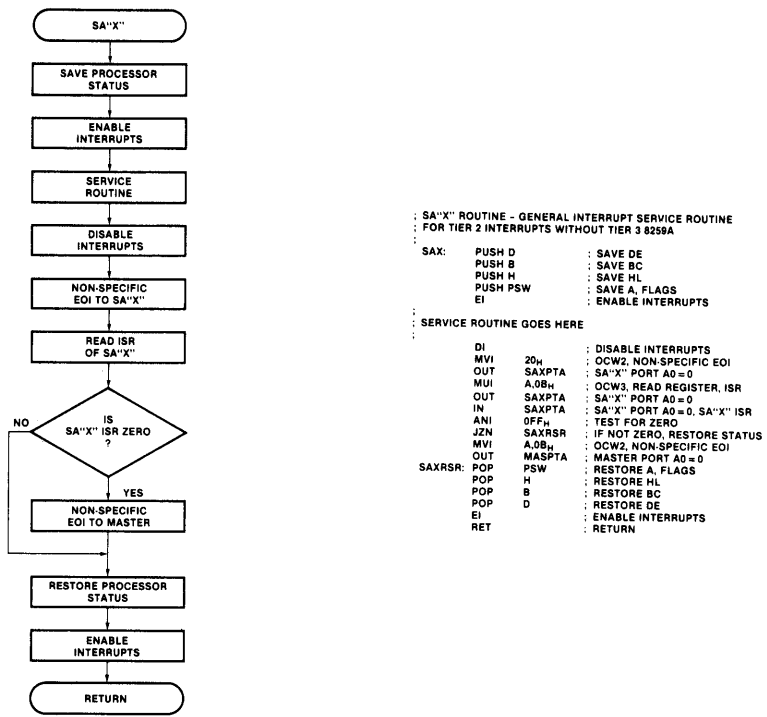 SA“X”
SAVE PROCESSOR
STATUS
ENABLE
INTERRUPTS
SERVICE
ROUTINE
DISABLE
INTERRUPTS
NON-SPECIFIC
EOI TO SA“X”
READ ISR
OF SA“X”
NO
IS
SA“X” ISR ZERO
?
YES
NON-SPECIFIC
EOI TO MASTER
RESTORE PROCESSOR
STATUS
ENABLE
INTERRUPTS
RETURN
; SA“X” ROUTINE – GENERAL INTERRUPT SERVICE ROUTINE
; FOR TIER 2 INTERRUPTS WITHOUT TIER 3 8259A
;
SAX: PUSH D ; SAVE DE
PUSH B ; SAVE BC
PUSH H ; SAVE HL
PUSH PSW ; SAVE A, FLAGS
EI ; ENABLE INTERRUPTS
;
; SERVICE ROUTINE GOES HERE
;
DI ; DISABLE INTERRUPTS
MVI 20H ; OCW2, NON-SPECIFIC EOI
OUT SAXPTA ; SA“X” PORT A0 = 0
MUI A,0BH ; OCW3, READ REGISTER, ISR
OUT SAXPTA ; SA“X” PORT A0 = 0
IN SAXPTA ; SA“X” PORT A0 = 0, SA“X” ISR
ANI 0FFH ; TEST FOR ZERO
JZN SAXRSR ; IF NOT ZERO, RESTORE STATUS
MVI A,0BH ; OCW2, NON-SPECIFIC EOI
OUT MASPTA ; MASTER PORT A0 = 0
SAXRSR: POP PSW ; RESTORE A, FLAGS
POP H ; RESTORE HL
POP B ; RESTORE BC
POP D ; RESTORE DE
EI ; ENABLE INTERRUPTS
RET ; RETURN